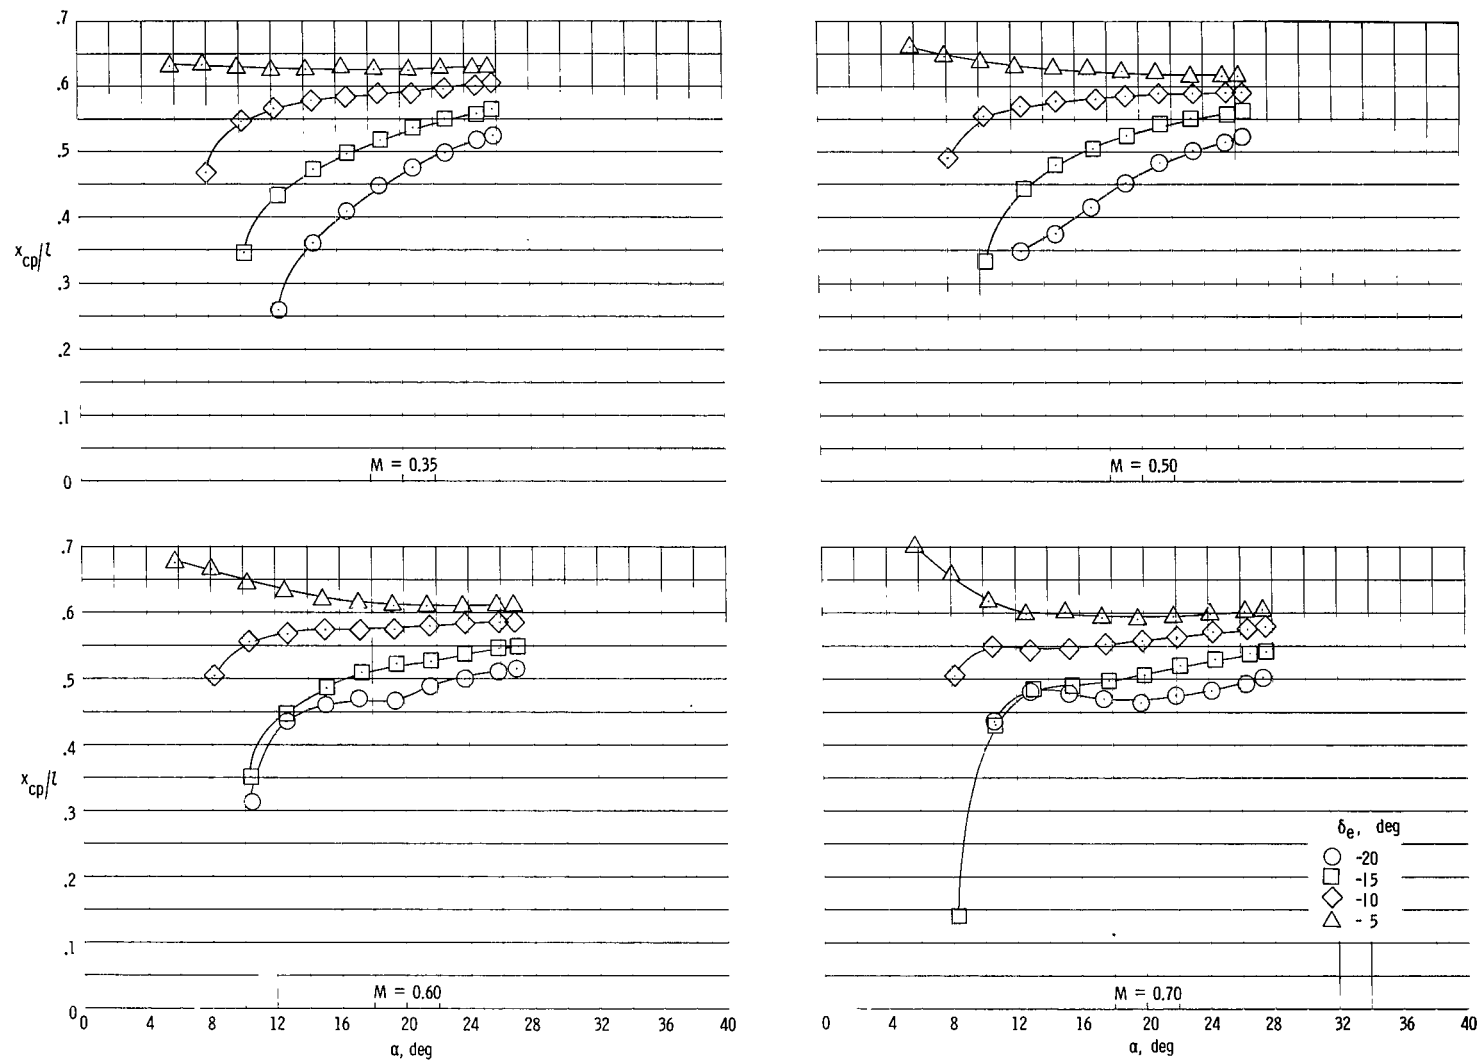 .7
.6
.5
.4
x_cp/l
.3
.2
.1
0
M = 0.35
M = 0.50
.7
.6
.5
.4
x_cp/l
.3
.2
.1
0
M = 0.60
M = 0.70
δe, deg
-20
-15
-10
- 5
0 4 8 12 16 20 24 28 32 36 40
α, deg
0 4 8 12 16 20 24 28 32 36 40
α, deg